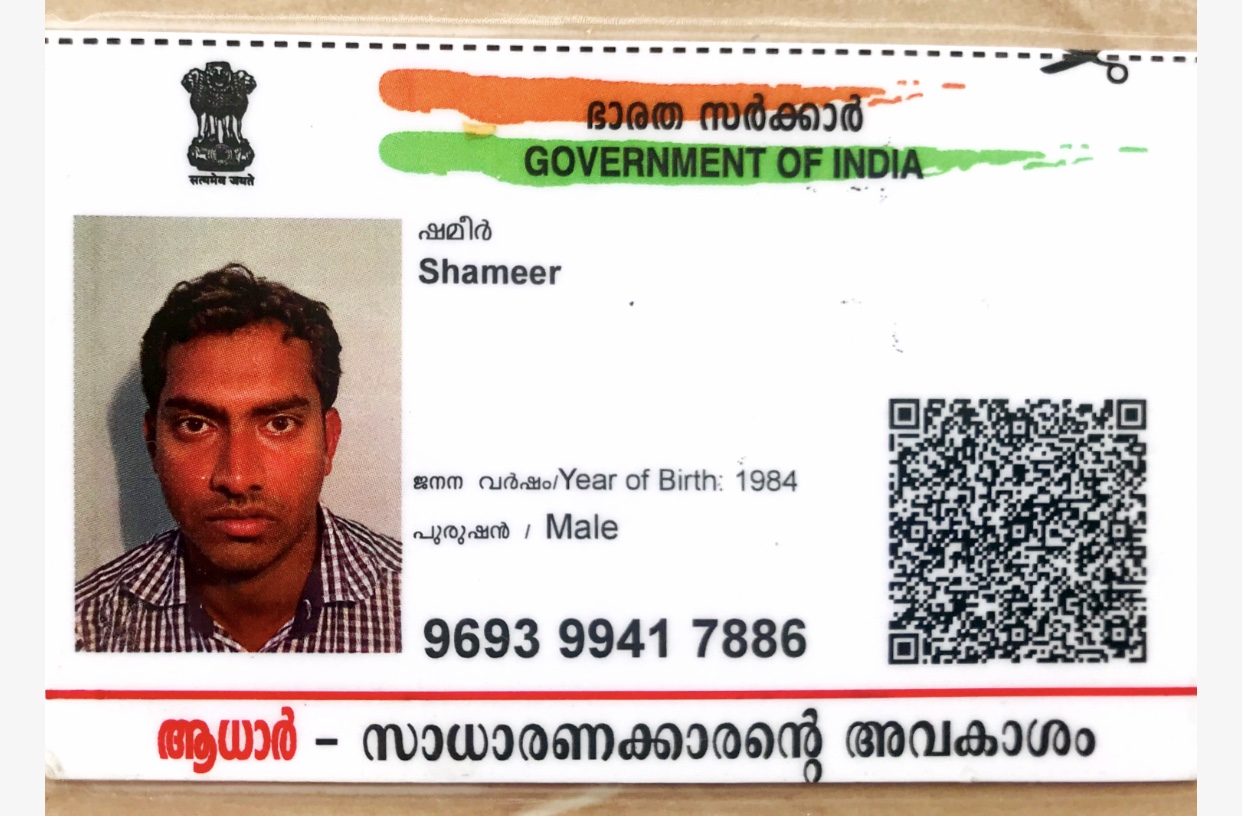 ഭാരത സർക്കാർ
GOVERNMENT OF INDIA
सत्यमेव जयते
ഷമീർ
Shameer
ജനന വർഷം/Year of Birth: 1984
പുരുഷൻ / Male
9693 9941 7886
ആധാർ - സാധാരണക്കാരന്റെ അവകാശം